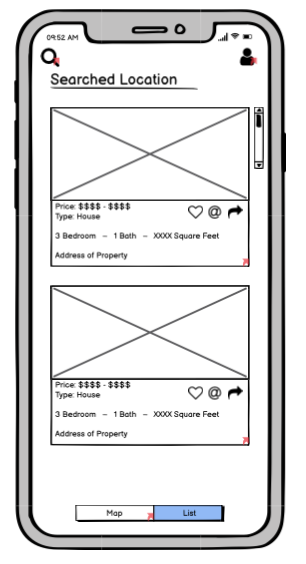 09:52 AM
Searched Location
Price: $$$$ - $$$$
Type: House
3 Bedroom – 1 Bath – XXXX Square Feet
Address of Property
Price: $$$$ - $$$$
Type: House
3 Bedroom – 1 Bath – XXXX Square Feet
Address of Property
Map List